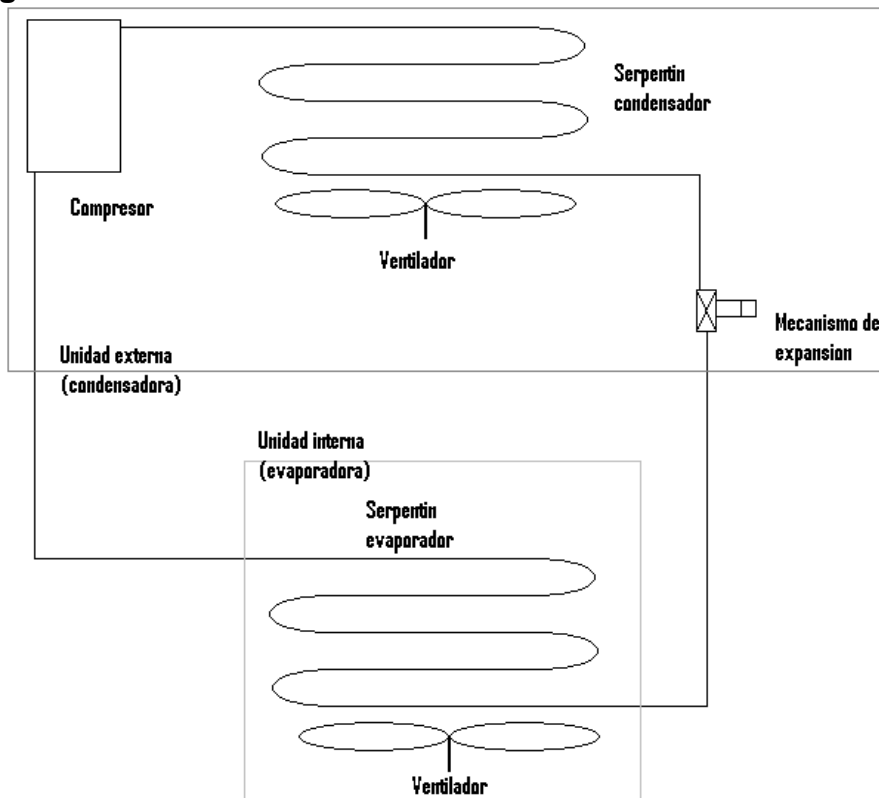 Serpentin
condensador
Compresor
Ventilador
Mecanismo de
expansion
Unidad externa
(condensadora)
Unidad interna
(evaporadora)
Serpentin
evaporador
Ventilador